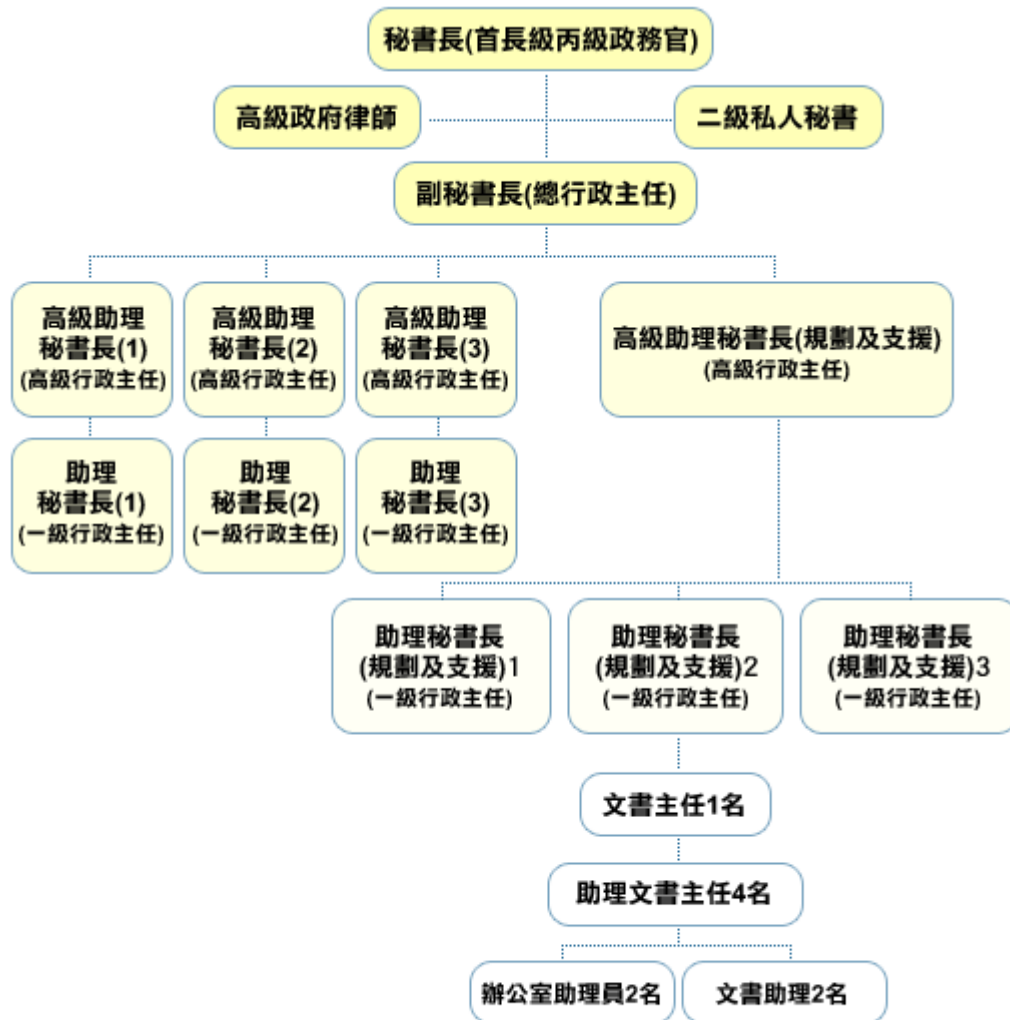 秘書長(首長級丙級政務官)
高級政府律師
二級私人秘書
副秘書長(總行政主任)
高級助理
秘書長(1)
(高級行政主任)
高級助理
秘書長(2)
(高級行政主任)
高級助理
秘書長(3)
(高級行政主任)
高級助理秘書長(規劃及支援)
(高級行政主任)
助理
秘書長(1)
(一級行政主任)
助理
秘書長(2)
(一級行政主任)
助理
秘書長(3)
(一級行政主任)
助理秘書長
(規劃及支援)1
(一級行政主任)
助理秘書長
(規劃及支援)2
(一級行政主任)
助理秘書長
(規劃及支援)3
(一級行政主任)
文書主任1名
助理文書主任4名
辦公室助理員2名
文書助理2名